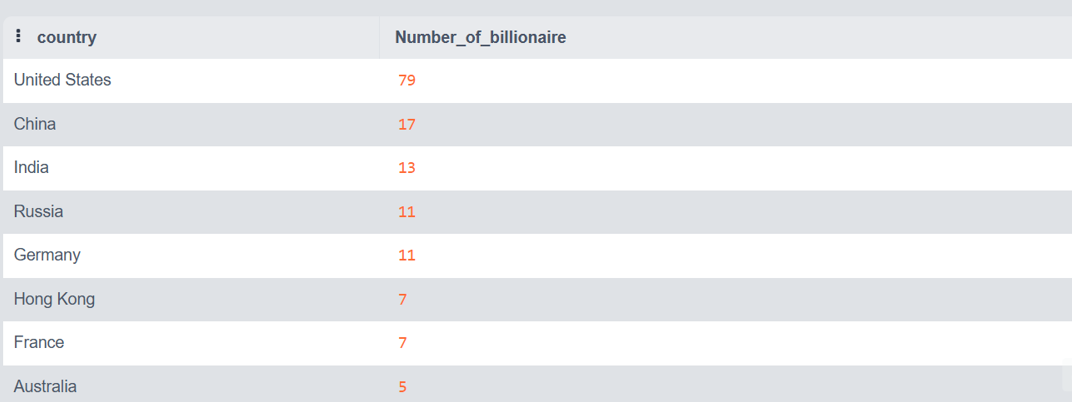 country Number_of_billionaire
United States 79
China 17
India 13
Russia 11
Germany 11
Hong Kong 7
France 7
Australia 5